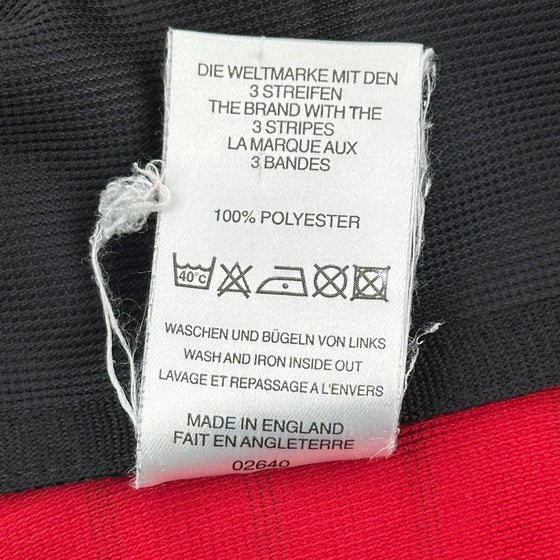 DIE WELTMARKE MIT DEN
3 STREIFEN
THE BRAND WITH THE
3 STRIPES
LA MARQUE AUX
3 BANDES
100% POLYESTER
40°C
WASCHEN UND BÜGELN VON LINKS
WASH AND IRON INSIDE OUT
LAVAGE ET REPASSAGE A L'ENVERS
MADE IN ENGLAND
FAIT EN ANGLETERRE
02640